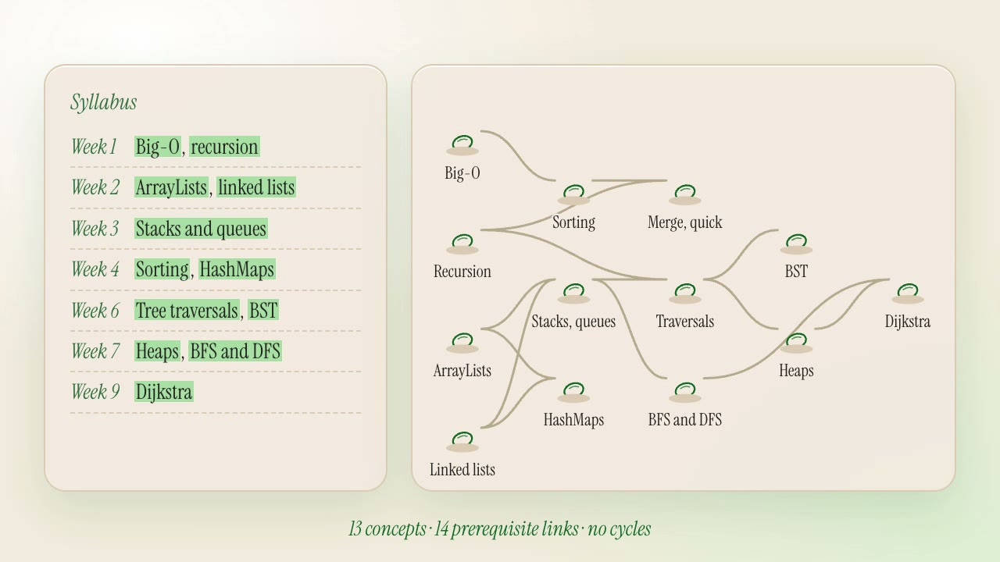 Syllabus
Week 1 Big-O, recursion
Week 2 ArrayLists, linked lists
Week 3 Stacks and queues
Week 4 Sorting, HashMaps
Week 6 Tree traversals, BST
Week 7 Heaps, BFS and DFS
Week 9 Dijkstra
Big-O
Sorting
Merge, quick
Recursion
BST
Stacks, queues
Traversals
Dijkstra
ArrayLists
Heaps
HashMaps
BFS and DFS
Linked lists
13 concepts · 14 prerequisite links · no cycles